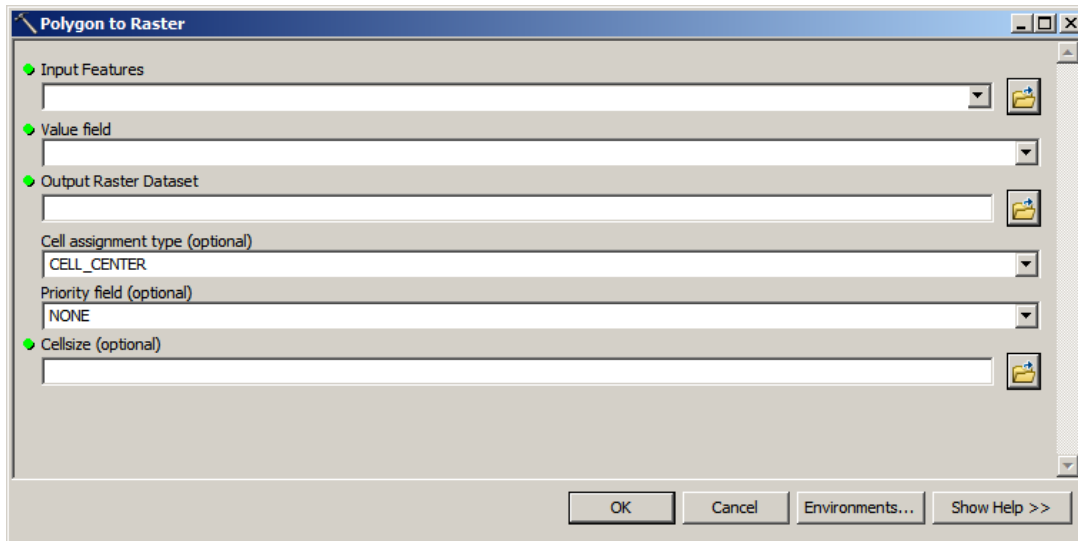 Polygon to Raster
Input Features
Value field
Output Raster Dataset
Cell assignment type (optional)
CELL_CENTER
Priority field (optional)
NONE
Cellsize (optional)
OK Cancel Environments... Show Help >>